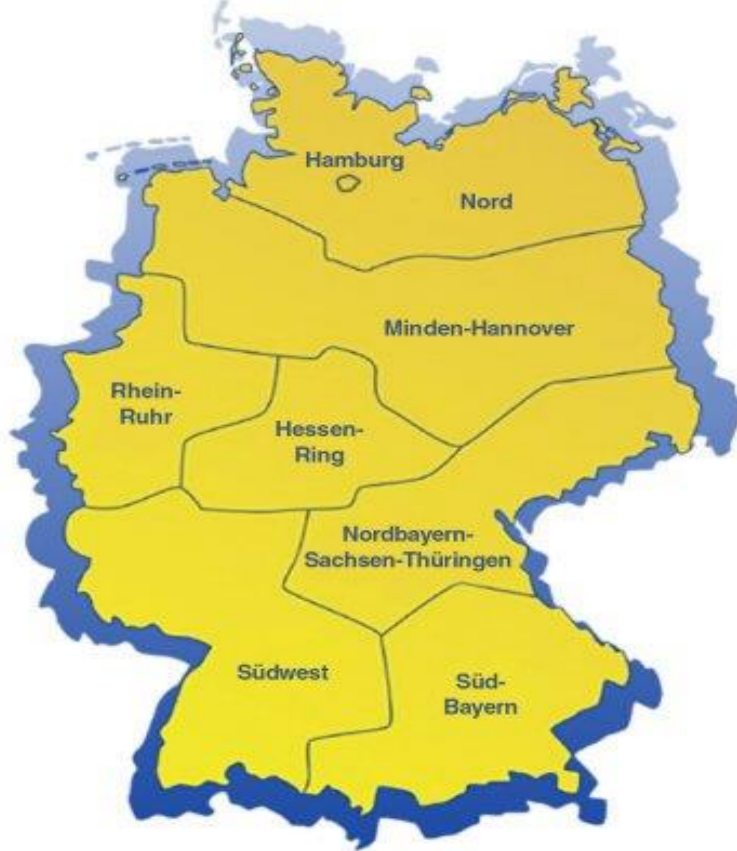 Hamburg
Nord
Minden-Hannover
Rhein-
Ruhr
Hessen-
Ring
Nordbayern-
Sachsen-Thüringen
Südwest
Süd-
Bayern